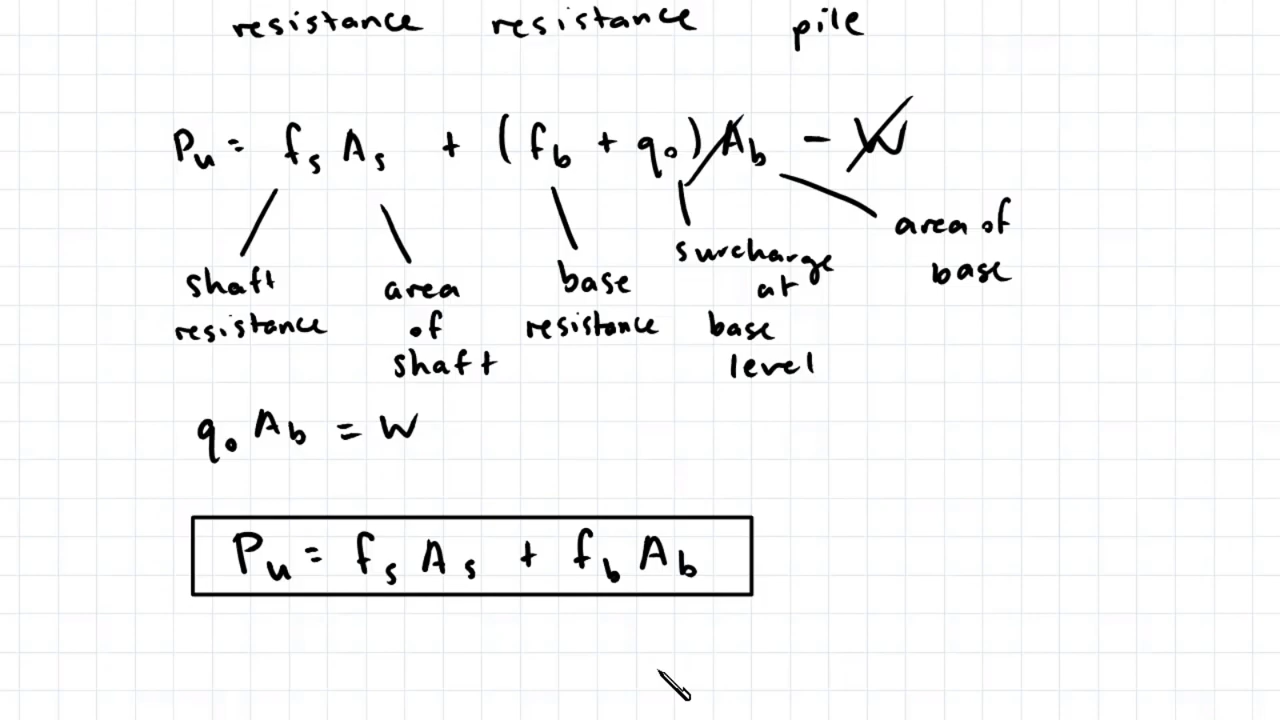 resistance resistance pile
Pu = fs As + (fb + q0) Ab - W
shaft resistance
area of shaft
base resistance
surcharge at base level
area of base
q0 Ab = W
Pu = fs As + fb Ab